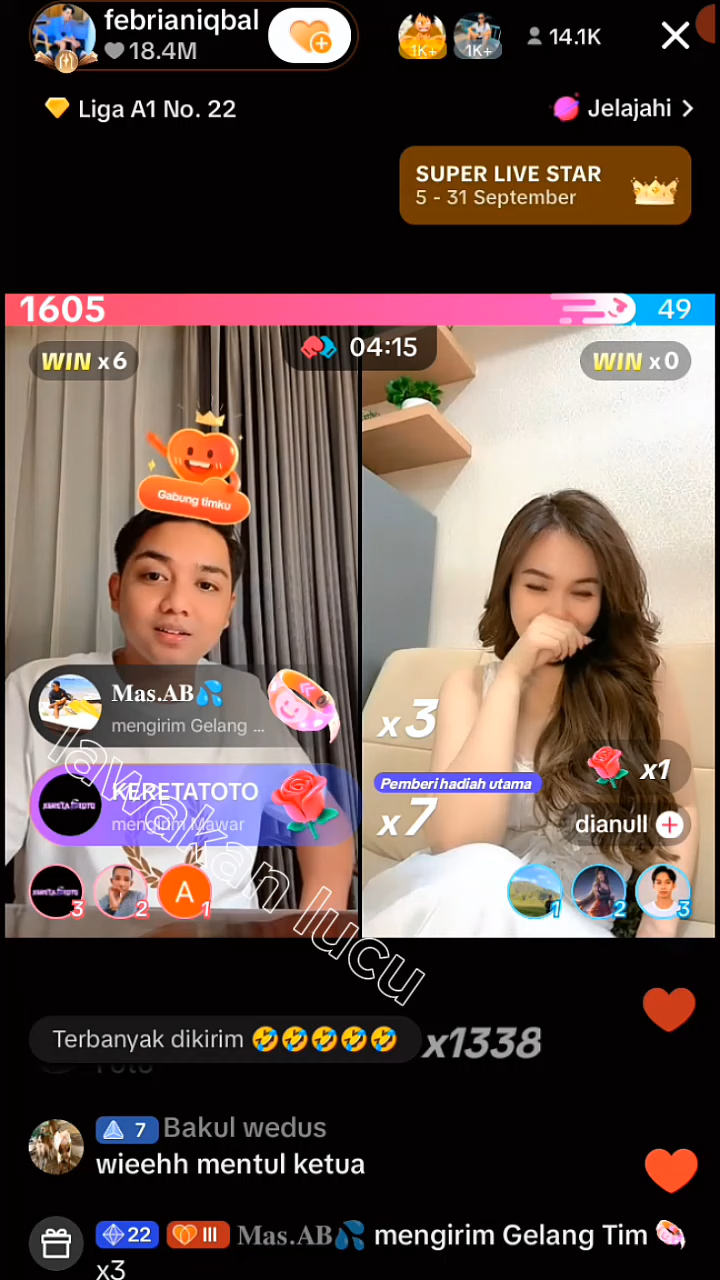 febrianiqbal
18.4M
1K+
1K+
14.1K
Liga A1 No. 22
Jelajahi
SUPER LIVE STAR
5 - 31 September
1605
49
WIN x6
04:15
WIN x0
Gabung timku
Mas.AB💦
mengirim Gelang ...
x3
KERETATOTO
mengirim Mawar
Pemberi hadiah utama
x1
x7
dianull
KERETATOTO
3
2
A
1
1
2
3
lawakan lucu
Terbanyak dikirim 🤣🤣🤣🤣🤣 x1338
7 Bakul wedus
wieehh mentul ketua
22 III Mas.AB💦 mengirim Gelang Tim
x3